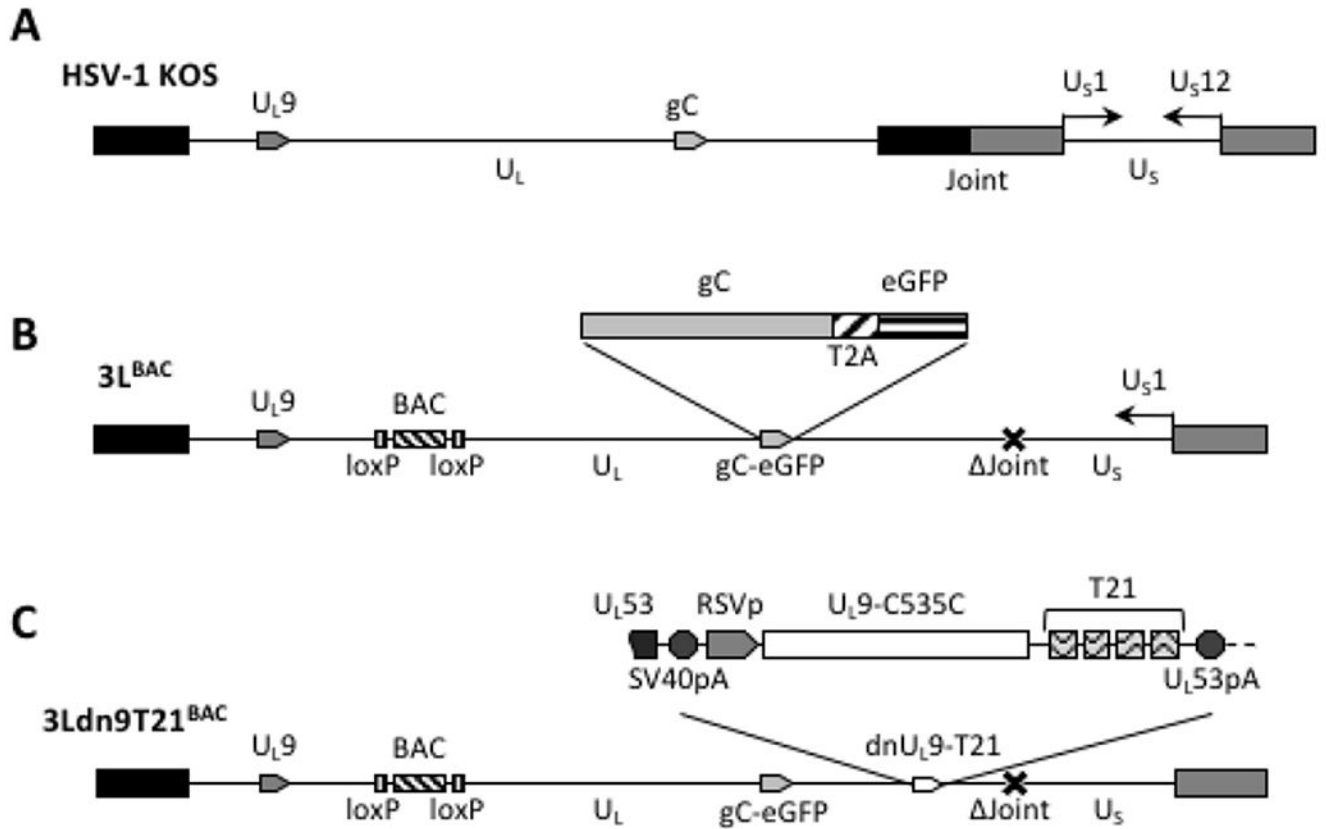 A
HSV-1 KOS
UL9
gC
US1
US12
UL
Joint
US
B
3LBAC
gC
eGFP
T2A
UL9
BAC
US1
loxP
loxP
UL
gC-eGFP
ΔJoint
US
C
3Ldn9T21BAC
UL53
RSVp
UL9-C535C
T21
SV40pA
UL53pA
UL9
BAC
dnUL9-T21
loxP
loxP
UL
gC-eGFP
ΔJoint
US